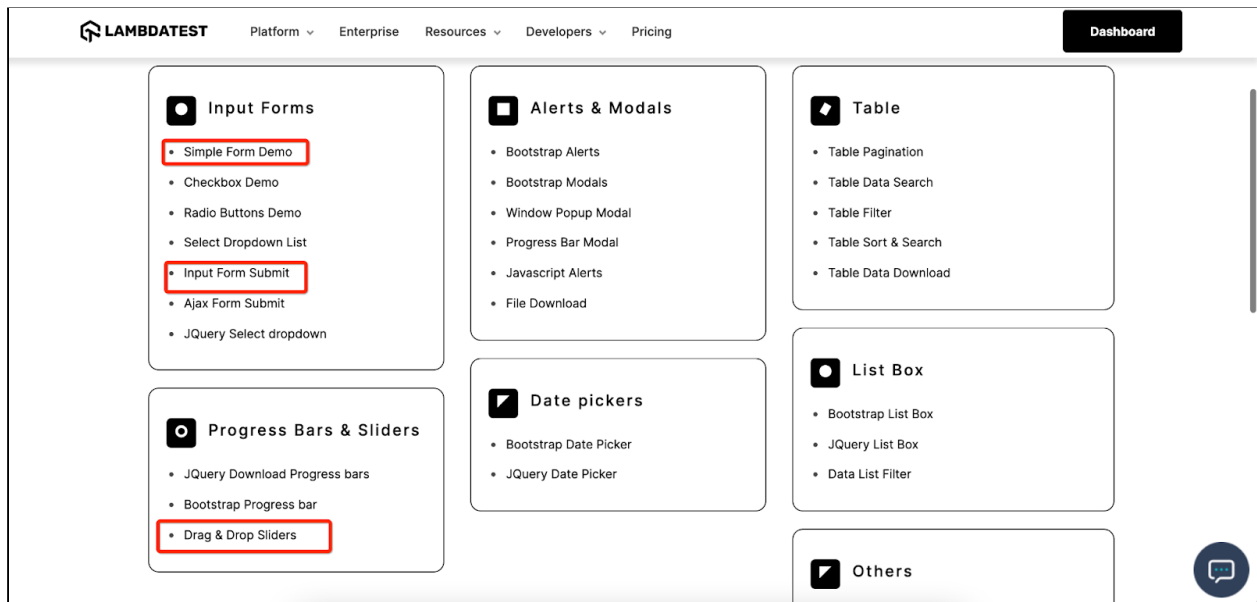 LAMBDATEST Platform Enterprise Resources Developers Pricing Dashboard
Input Forms
Simple Form Demo
Checkbox Demo
Radio Buttons Demo
Select Dropdown List
Input Form Submit
Ajax Form Submit
JQuery Select dropdown
Progress Bars & Sliders
JQuery Download Progress bars
Bootstrap Progress bar
Drag & Drop Sliders
Alerts & Modals
Bootstrap Alerts
Bootstrap Modals
Window Popup Modal
Progress Bar Modal
Javascript Alerts
File Download
Date pickers
Bootstrap Date Picker
JQuery Date Picker
Table
Table Pagination
Table Data Search
Table Filter
Table Sort & Search
Table Data Download
List Box
Bootstrap List Box
JQuery List Box
Data List Filter
Others